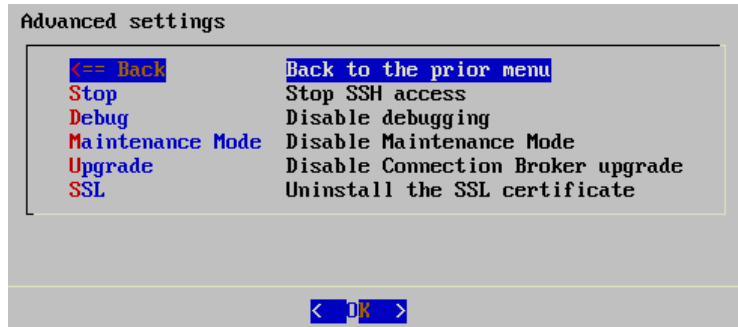 Advanced settings
<== Back Back to the prior menu
Stop Stop SSH access
Debug Disable debugging
Maintenance Mode Disable Maintenance Mode
Upgrade Disable Connection Broker upgrade
SSL Uninstall the SSL certificate
< OK >